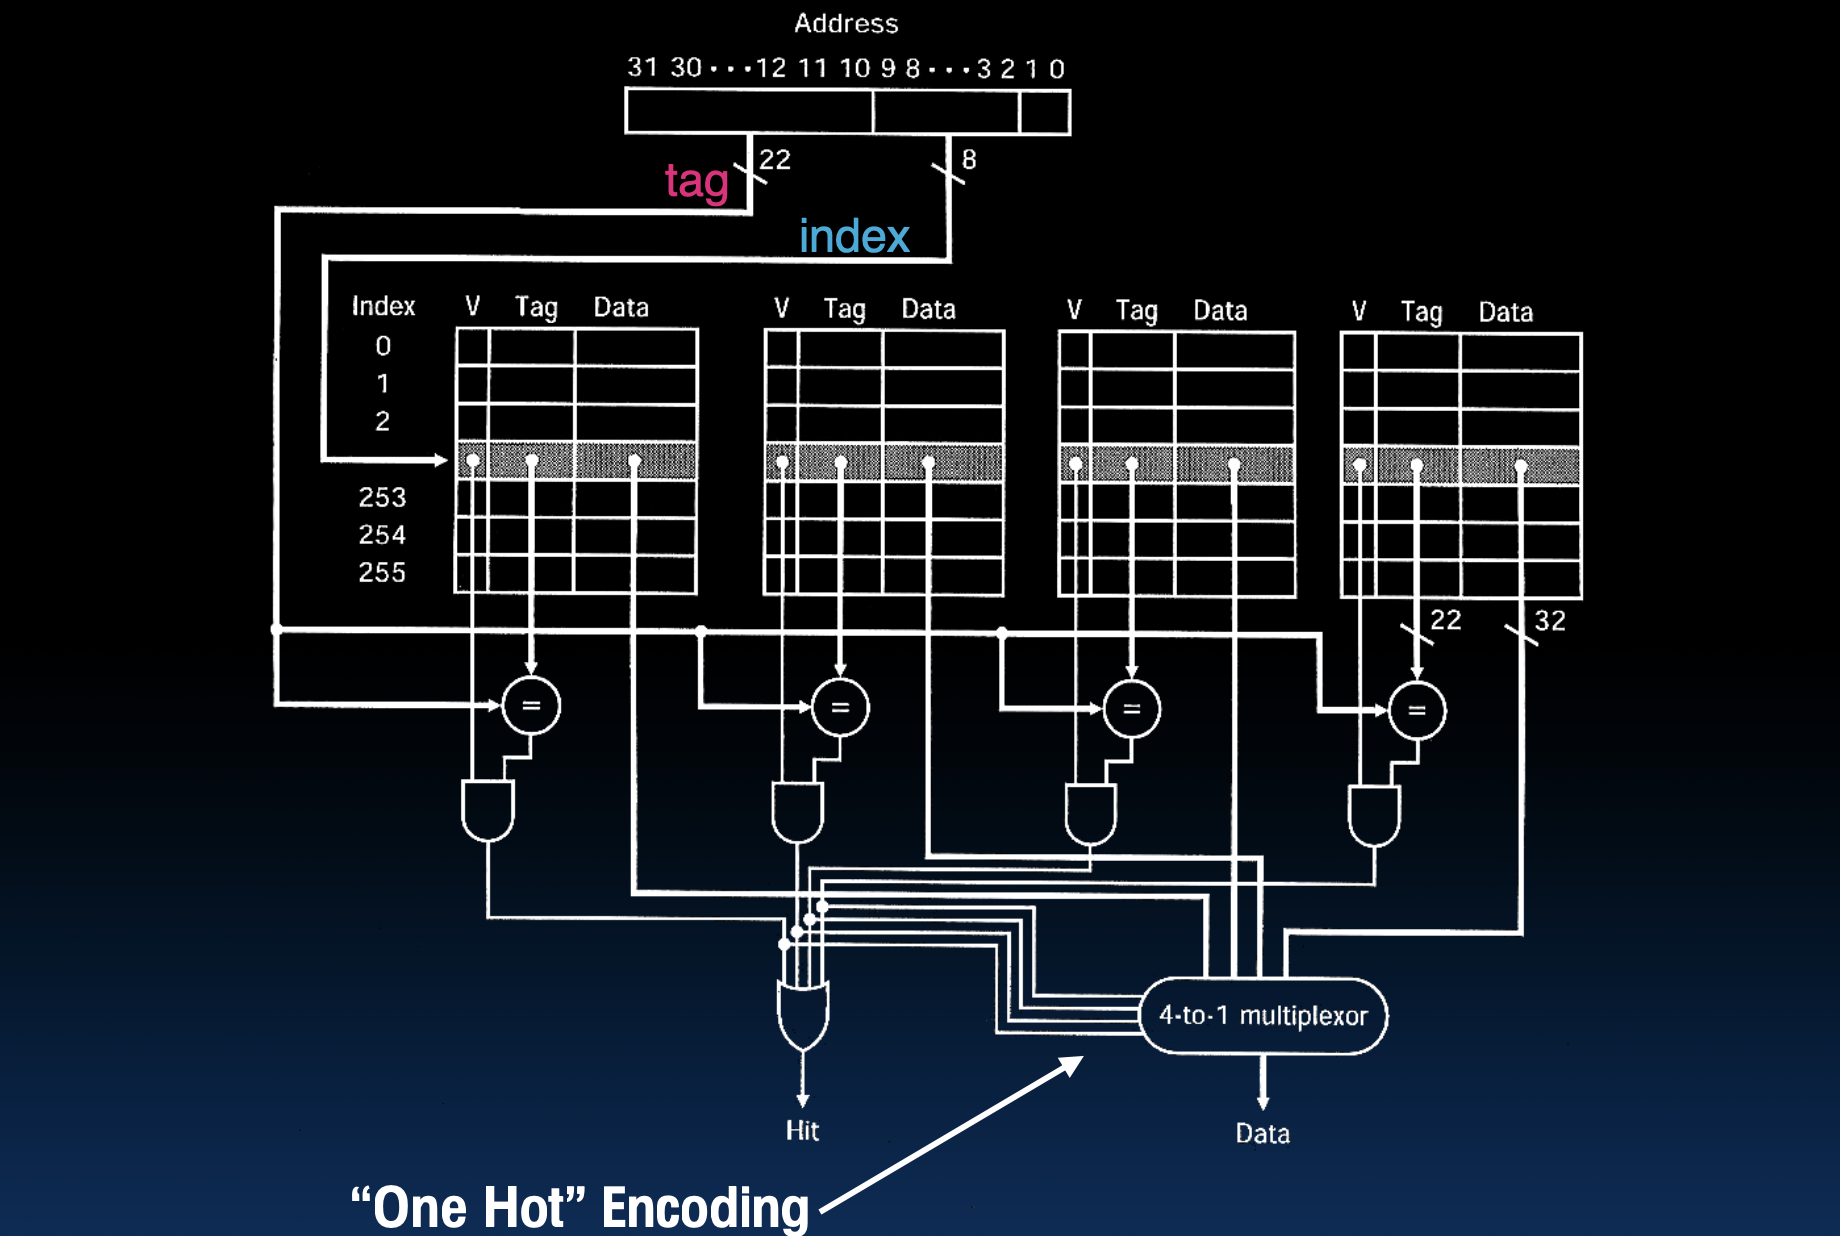 Address
31 30 ··· 12 11 10 9 8 ··· 3 2 1 0
22
8
tag
index
Index V Tag Data V Tag Data V Tag Data V Tag Data
0
1
2
253
254
255
22
32
= = = =
4-to-1 multiplexor
Hit
Data
“One Hot” Encoding